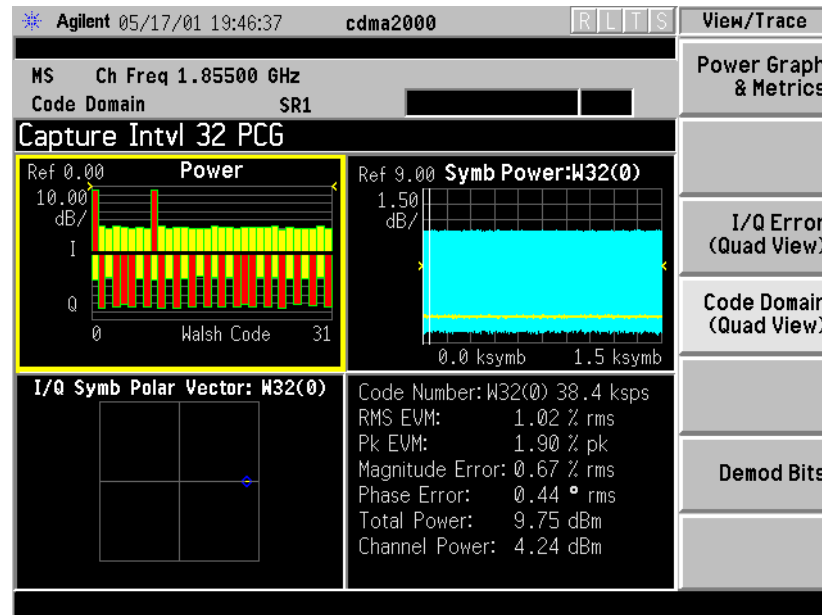 Agilent 05/17/01 19:46:37 cdma2000 R L T S View/Trace
MS Ch Freq 1.85500 GHz
Code Domain SR1
Capture Intvl 32 PCG
Ref 0.00 Power
10.00
dB/
I
Q
0 Walsh Code 31
Ref 9.00 Symb Power:W32(0)
1.50
dB/
0.0 ksymb 1.5 ksymb
I/Q Symb Polar Vector: W32(0)
Code Number: W32(0) 38.4 ksps
RMS EVM: 1.02 % rms
Pk EVM: 1.90 % pk
Magnitude Error: 0.67 % rms
Phase Error: 0.44 ° rms
Total Power: 9.75 dBm
Channel Power: 4.24 dBm
Power Graph
& Metrics
I/Q Error
(Quad View)
Code Domain
(Quad View)
Demod Bits